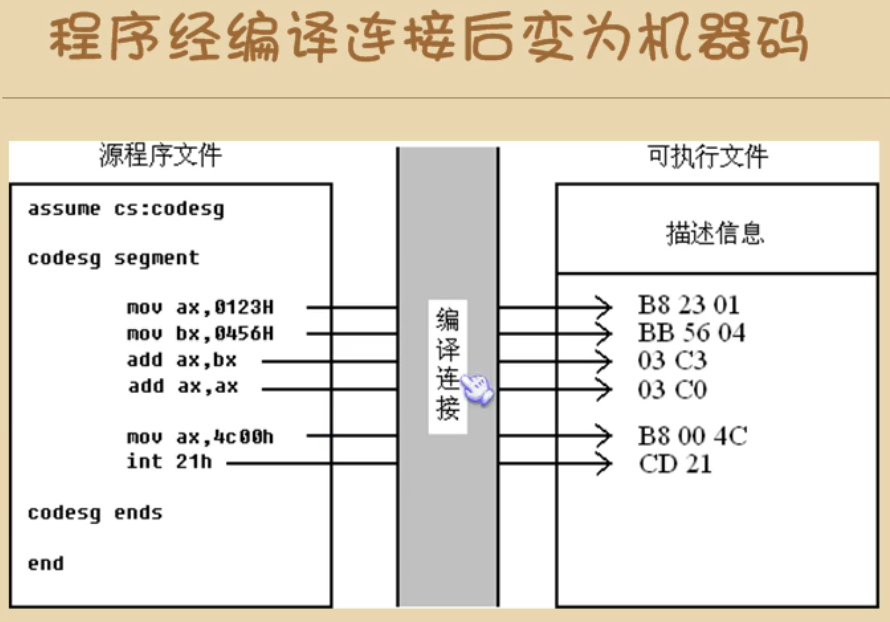 程序经编译连接后变为机器码
源程序文件
assume cs:codesg
codesg segment
mov ax,0123H
mov bx,0456H
add ax,bx
add ax,ax
mov ax,4c00h
int 21h
codesg ends
end
编
译
连
接
可执行文件
描述信息
B8 23 01
BB 56 04
03 C3
03 C0
B8 00 4C
CD 21